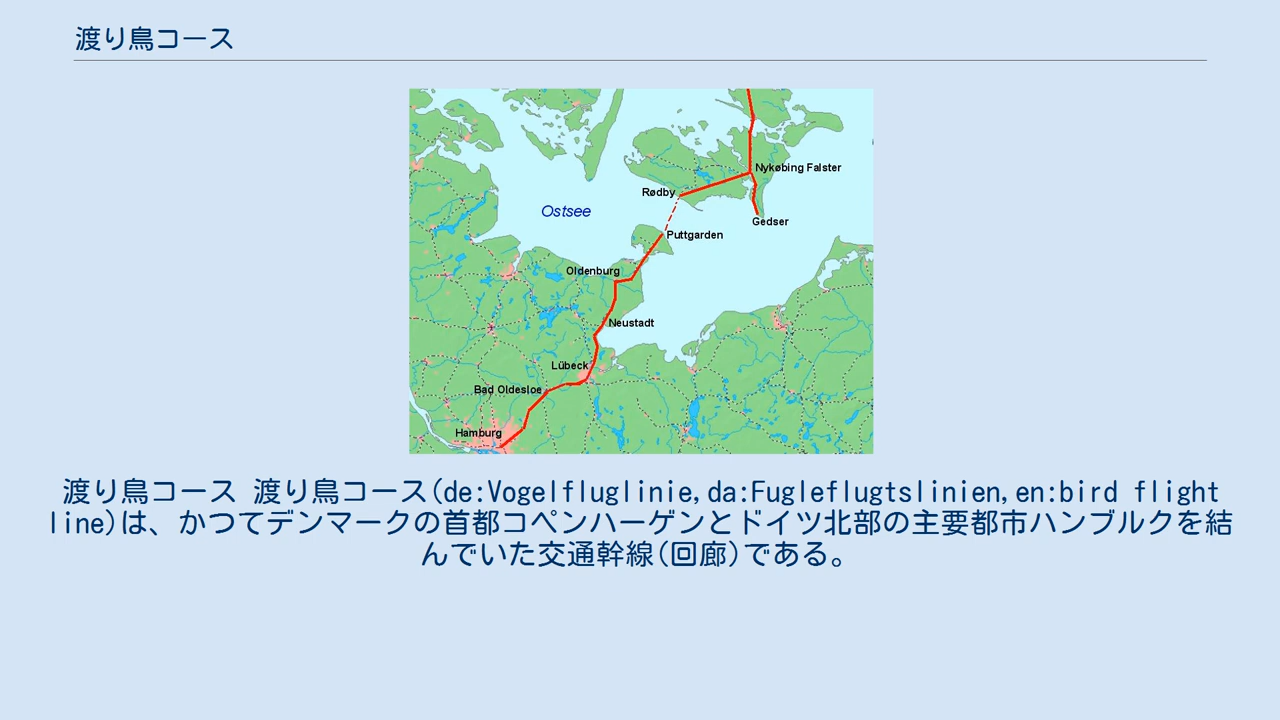 渡り鳥コース
Nykøbing Falster
Rødby
Ostsee
Gedser
Puttgarden
Oldenburg
Neustadt
Lübeck
Bad Oldesloe
Hamburg
渡り鳥コース 渡り鳥コース(de:Vogelfluglinie,da:Fugleflugtslinien,en:bird flight
line)は、かつてデンマークの首都コペンハーゲンとドイツ北部の主要都市ハンブルクを結
んでいた交通幹線(回廊)である。